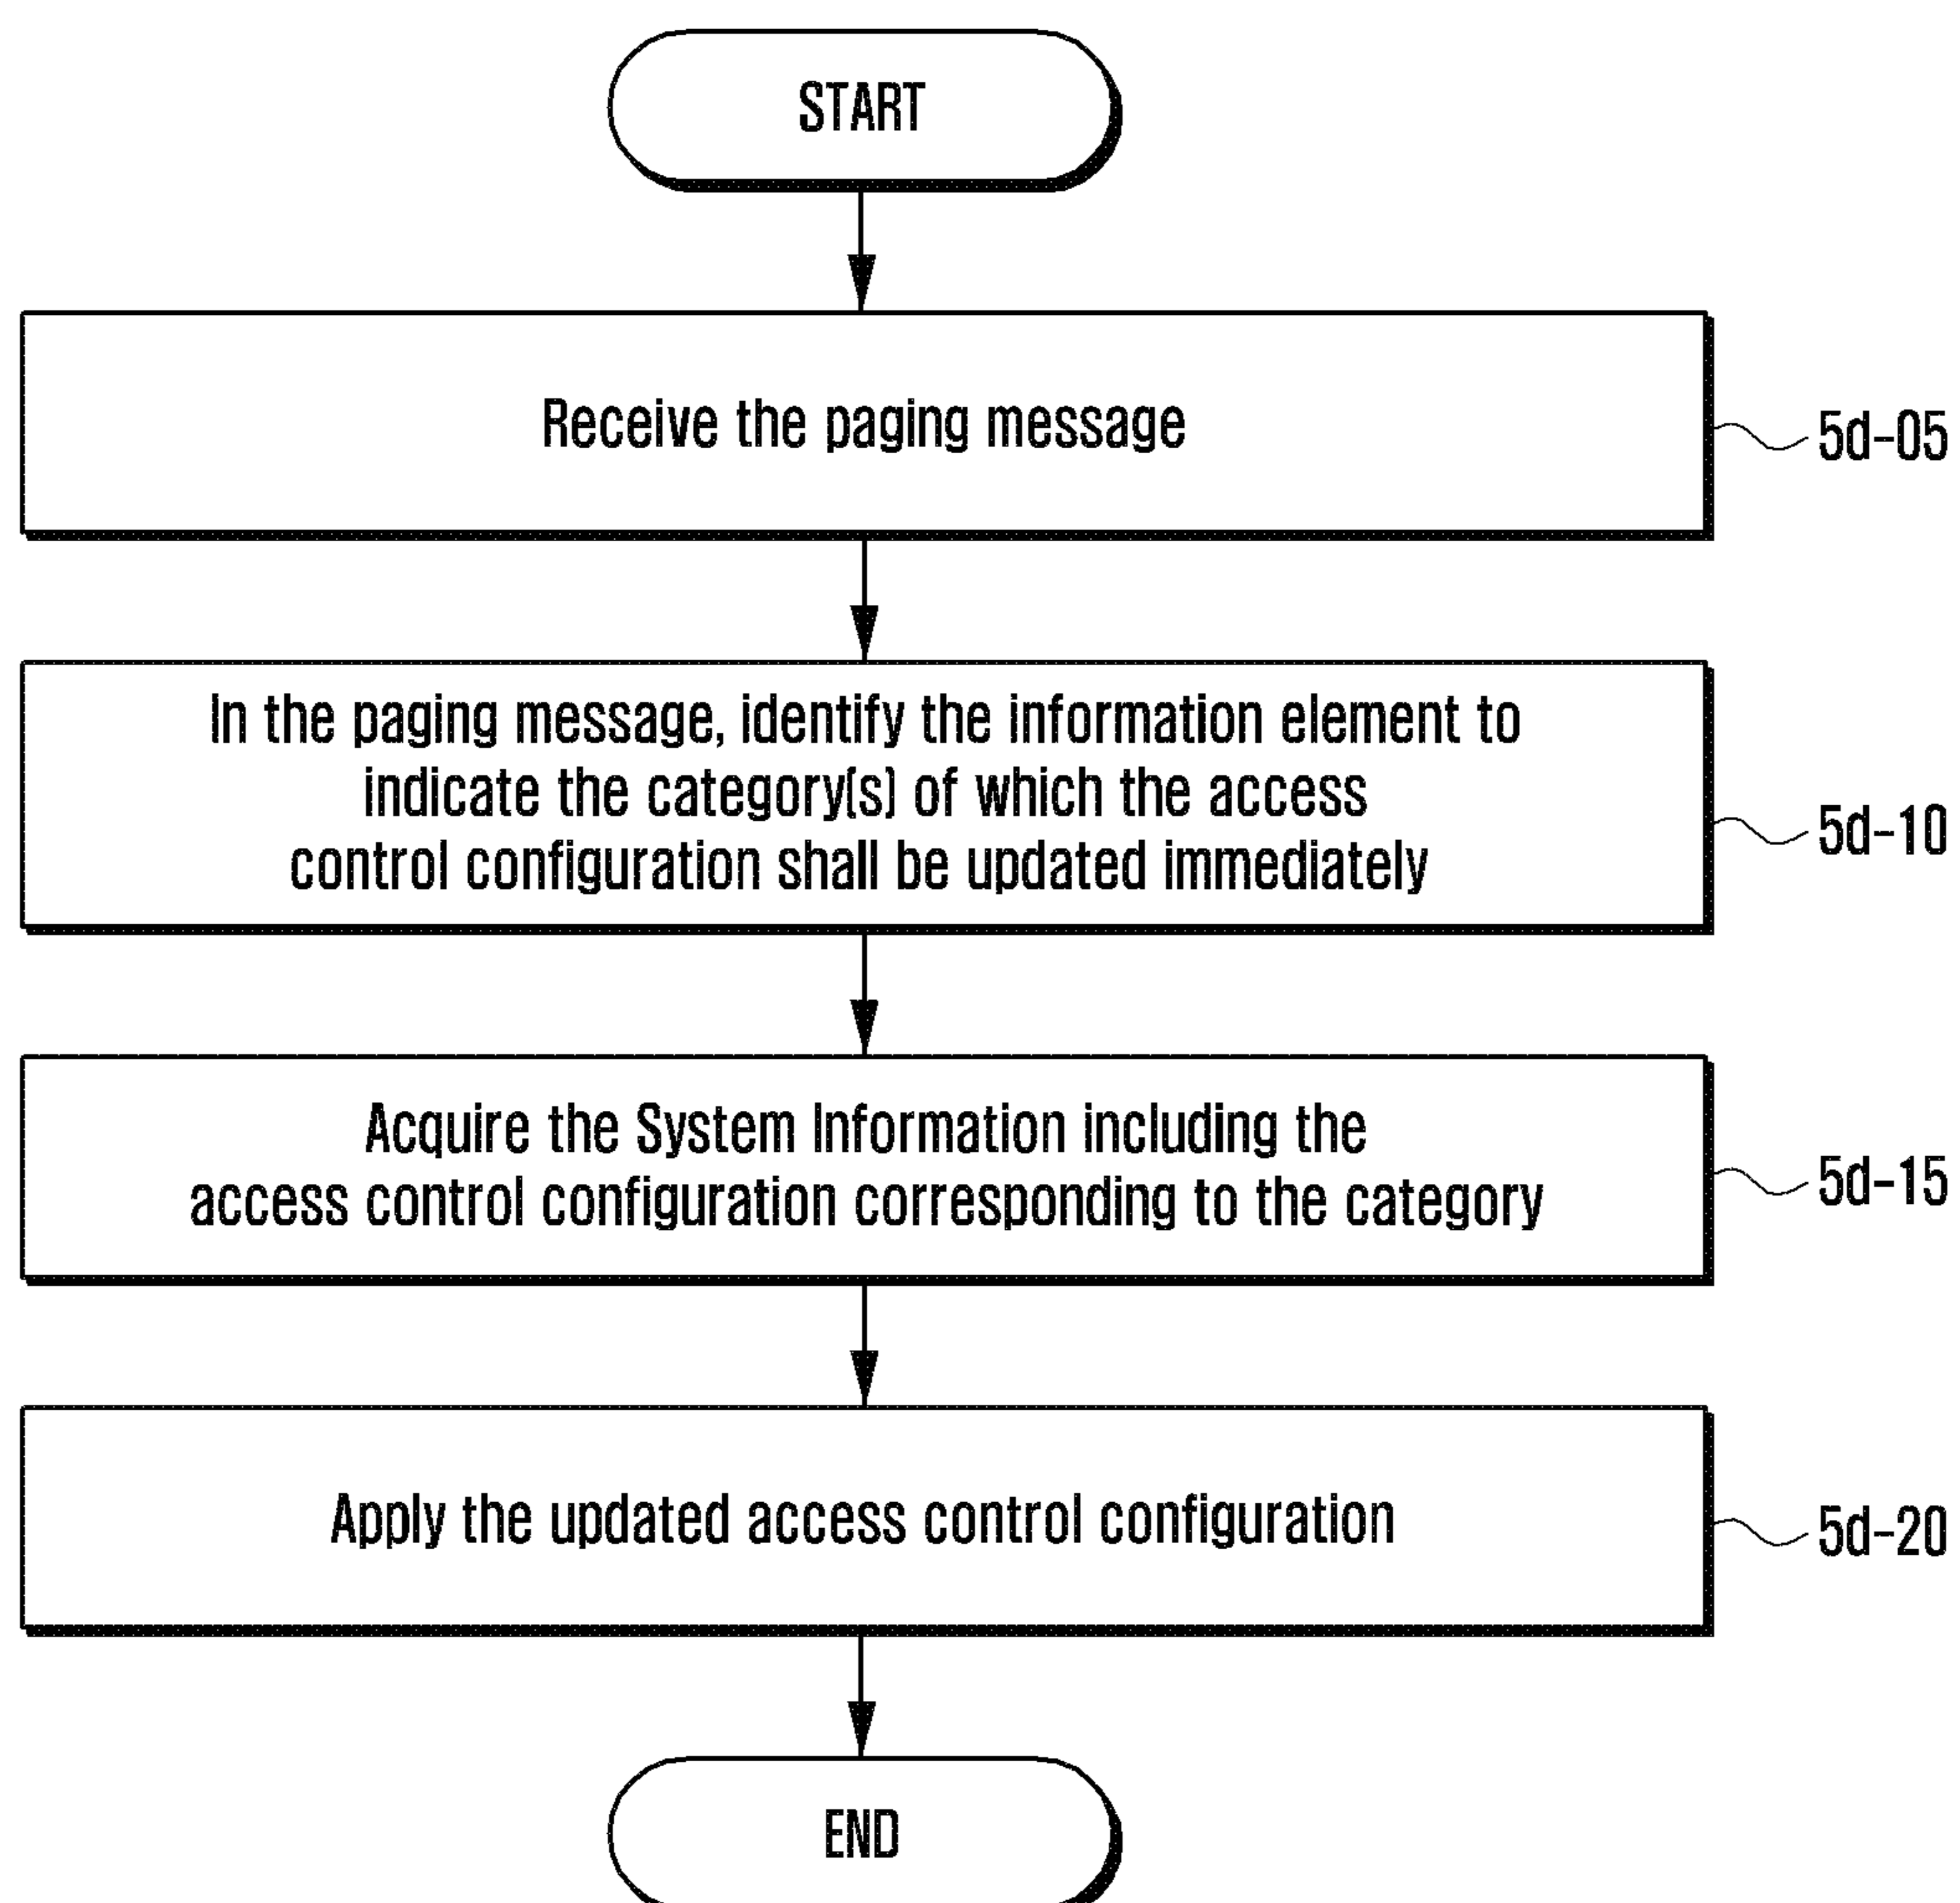 START
Receive the paging message
5d-05
In the paging message, identify the information element to
indicate the category(s) of which the access
control configuration shall be updated immediately
5d-10
Acquire the System Information including the
access control configuration corresponding to the category
5d-15
Apply the updated access control configuration
5d-20
END